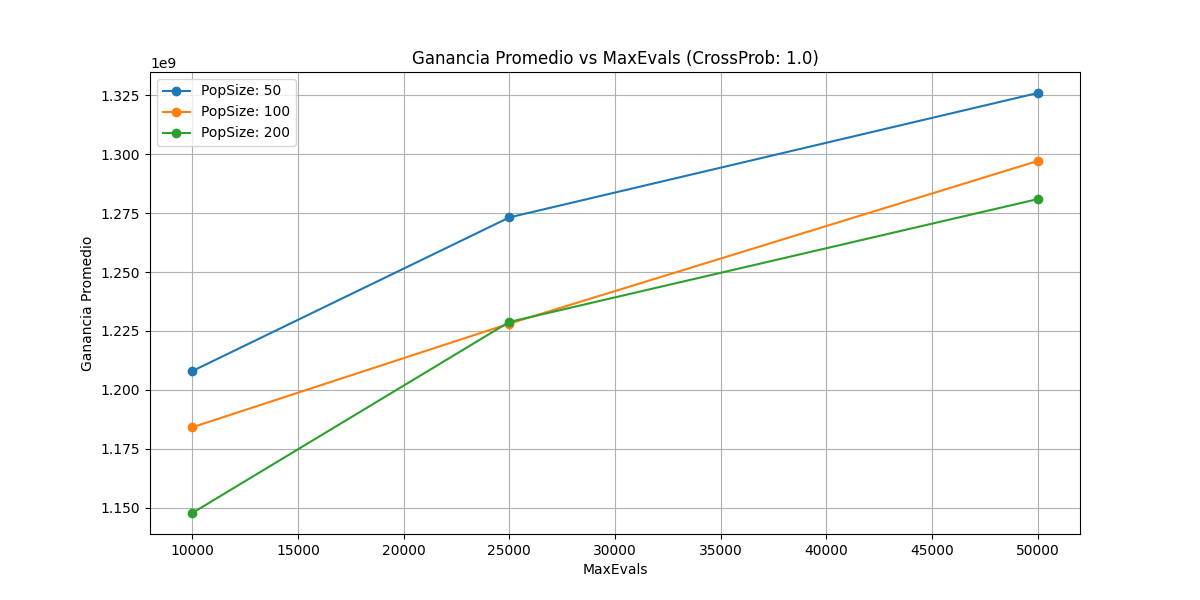 Ganancia Promedio vs MaxEvals (CrossProb: 1.0)
1e9
PopSize: 50
PopSize: 100
PopSize: 200
1.325
1.300
1.275
1.250
1.225
1.200
1.175
1.150
Ganancia Promedio
10000 15000 20000 25000 30000 35000 40000 45000 50000
MaxEvals